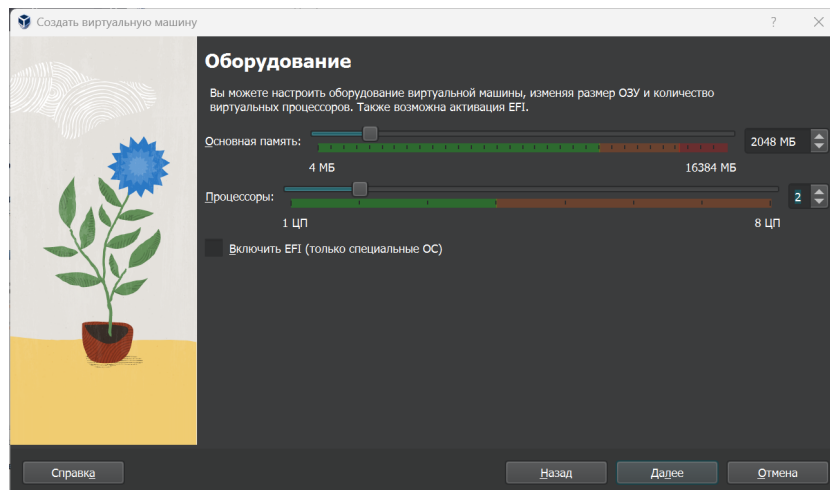 Создать виртуальную машину
Оборудование
Вы можете настроить оборудование виртуальной машины, изменяя размер ОЗУ и количество
виртуальных процессоров. Также возможна активация EFI.
Основная память: 2048 МБ
4 МБ 16384 МБ
Процессоры: 2
1 ЦП 8 ЦП
Включить EFI (только специальные ОС)
Справка Назад Далее Отмена